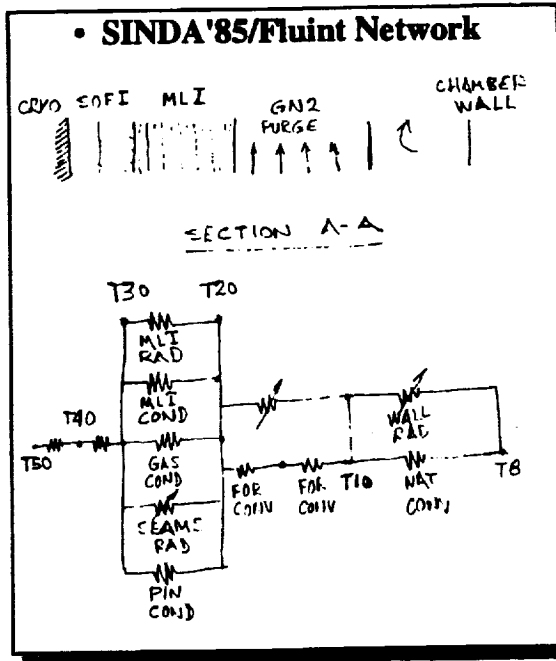 • SINDA'85/Fluint Network
CRYO SOFI MLI GN2 PURGE CHAMBER WALL
SECTION A-A
T30 T20
MLI RAD
MLI COND
T40
T50
GAS COND
SEAMS RAD
PIN COND
FOR CONV
FOR CONV
T10
WALL RAD
NAT CONV
T8